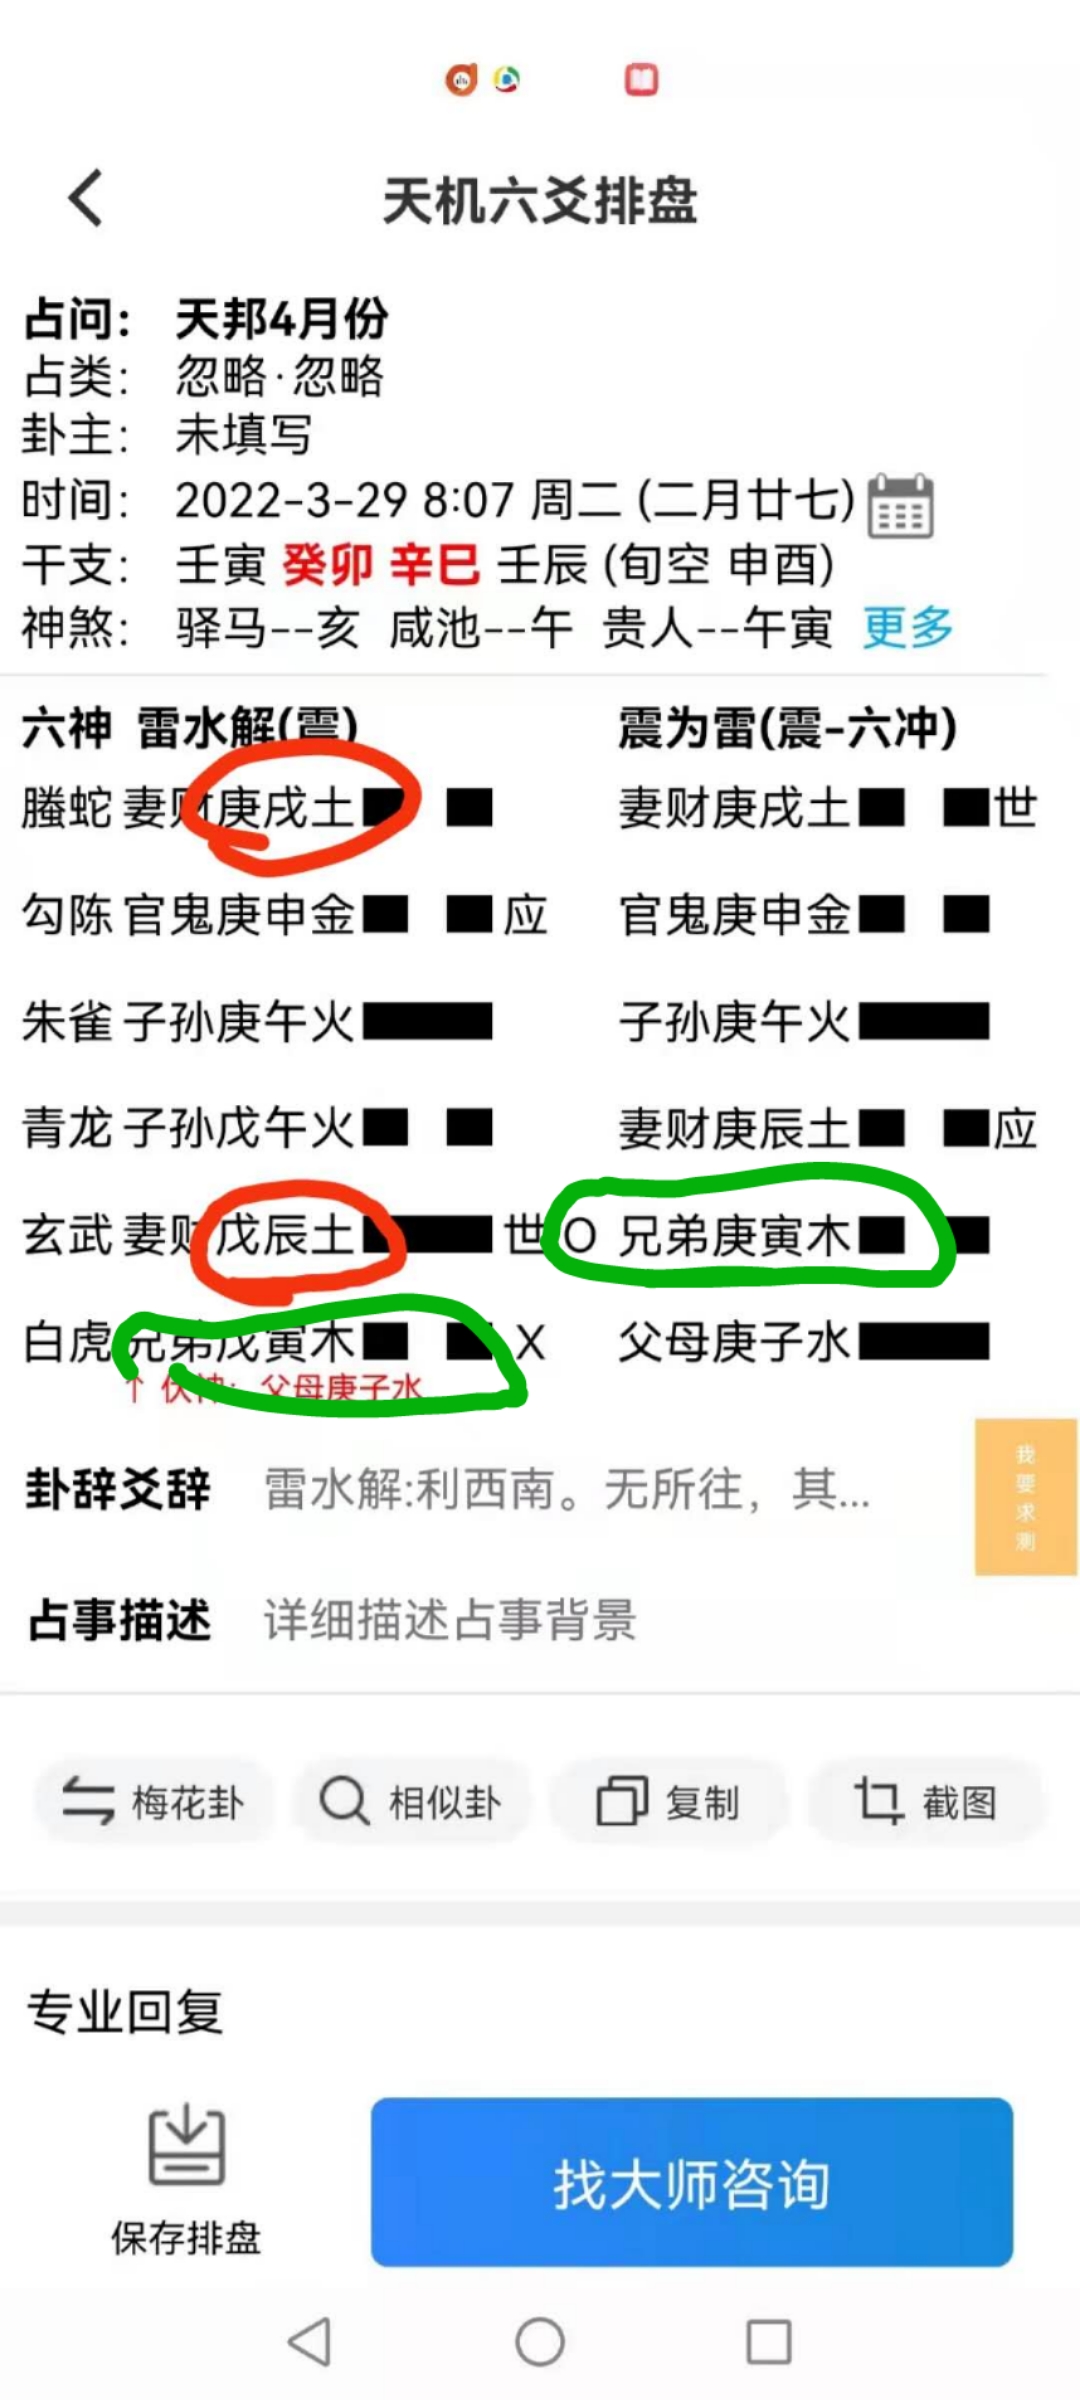 天机六爻排盘
占问： 天邦4月份
占类： 忽略·忽略
卦主： 未填写
时间： 2022-3-29 8:07 周二 (二月廿七)
干支： 壬寅 癸卯 辛巳 壬辰 (旬空 申酉)
神煞： 驿马--亥 咸池--午 贵人--午寅 更多
六神 雷水解(震) 震为雷(震-六冲)
螣蛇 妻财庚戌土 妻财庚戌土 世
勾陈 官鬼庚申金 应 官鬼庚申金
朱雀 子孙庚午火 子孙庚午火
青龙 子孙戊午火 妻财庚辰土 应
玄武 妻财戊辰土 世 O 兄弟庚寅木
白虎 兄弟戊寅木 X 父母庚子水
↑ 伏神： 父母庚子水
卦辞爻辞 雷水解:利西南。无所往，其...
我要求测
占事描述 详细描述占事背景
梅花卦 相似卦 复制 截图
专业回复
保存排盘 找大师咨询